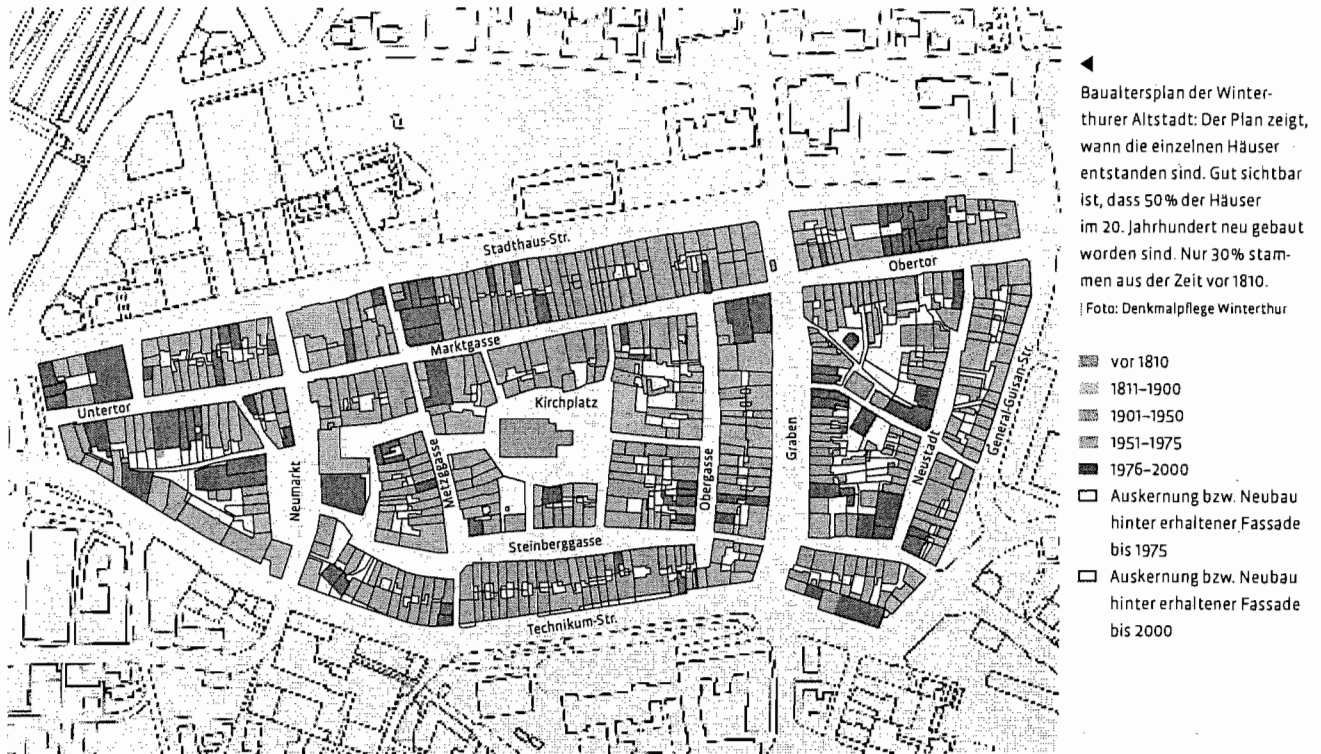 Stadthaus-Str.
Obertor
Marktgasse
Untertor
Kirchplatz
General-Guisan-Str.
Neumarkt
Metzggasse
Obergasse
Graben
Neustadt
Steinberggasse
Technikum-Str.
Baualtersplan der Winter-
thurer Altstadt: Der Plan zeigt,
wann die einzelnen Häuser
entstanden sind. Gut sichtbar
ist, dass 50% der Häuser
im 20. Jahrhundert neu gebaut
worden sind. Nur 30% stam-
men aus der Zeit vor 1810.
| Foto: Denkmalpflege Winterthur
vor 1810
1811–1900
1901–1950
1951–1975
1976–2000
Auskernung bzw. Neubau
hinter erhaltener Fassade
bis 1975
Auskernung bzw. Neubau
hinter erhaltener Fassade
bis 2000